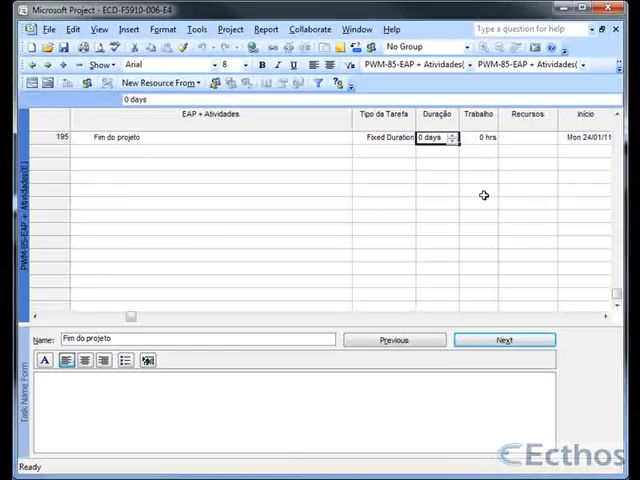 Microsoft Project - ECD-F5910-006-E4
File Edit View Insert Format Tools Project Report Collaborate Window Type a question for help
No Group
Show Arial 8 B I U PWM-85-EAP + Atividades PWM-85-EAP + Atividades(
New Resource From
0 days
EAP + Atividades Tipo da Tarefa Duração Trabalho Recursos Início
195 Fim do projeto Fixed Duration 0 days 0 hrs Mon 24/01/11
PWM-85-EAP + Atividades(E)
Name: Fim do projeto Previous Next
A
Task Name Form
Ecthos
Ready